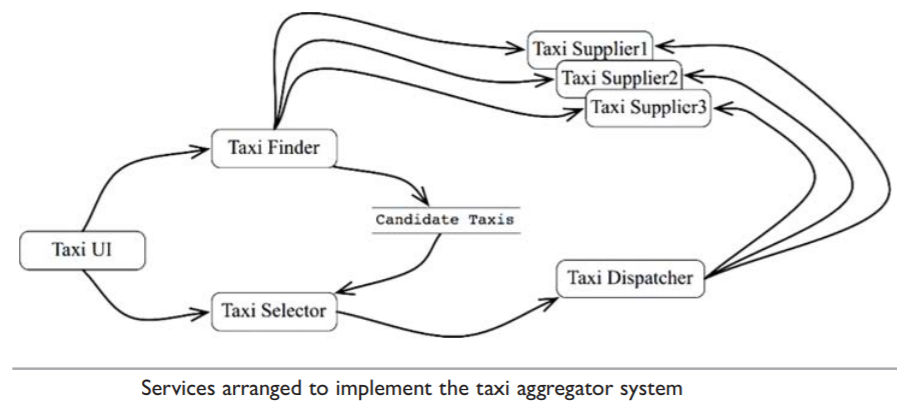 Taxi Supplier1
Taxi Supplier2
Taxi Supplier3
Taxi Finder
Candidate Taxis
Taxi UI
Taxi Dispatcher
Taxi Selector
Services arranged to implement the taxi aggregator system